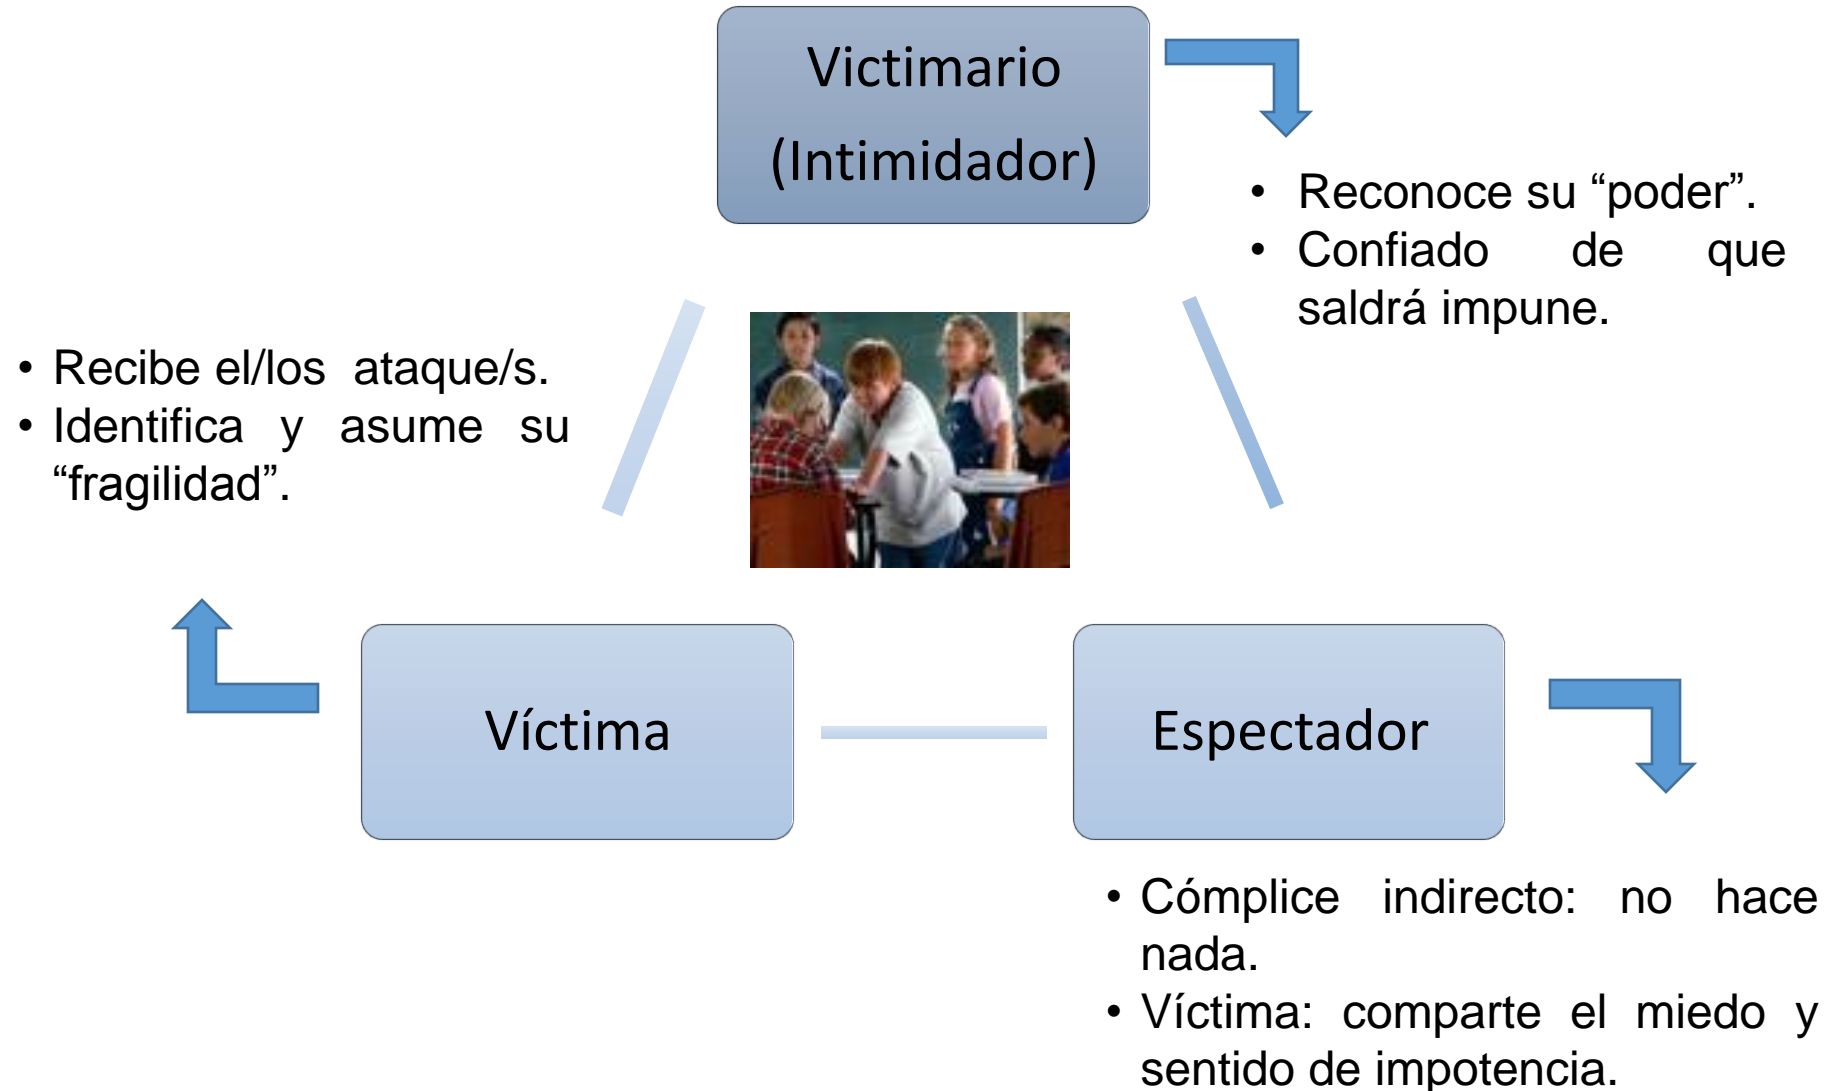 Victimario
(Intimidador)
• Reconoce su “poder”.
• Confiado de que
saldrá impune.
• Recibe el/los ataque/s.
• Identifica y asume su
“fragilidad”.
Víctima
Espectador
• Cómplice indirecto: no hace
nada.
• Víctima: comparte el miedo y
sentido de impotencia.